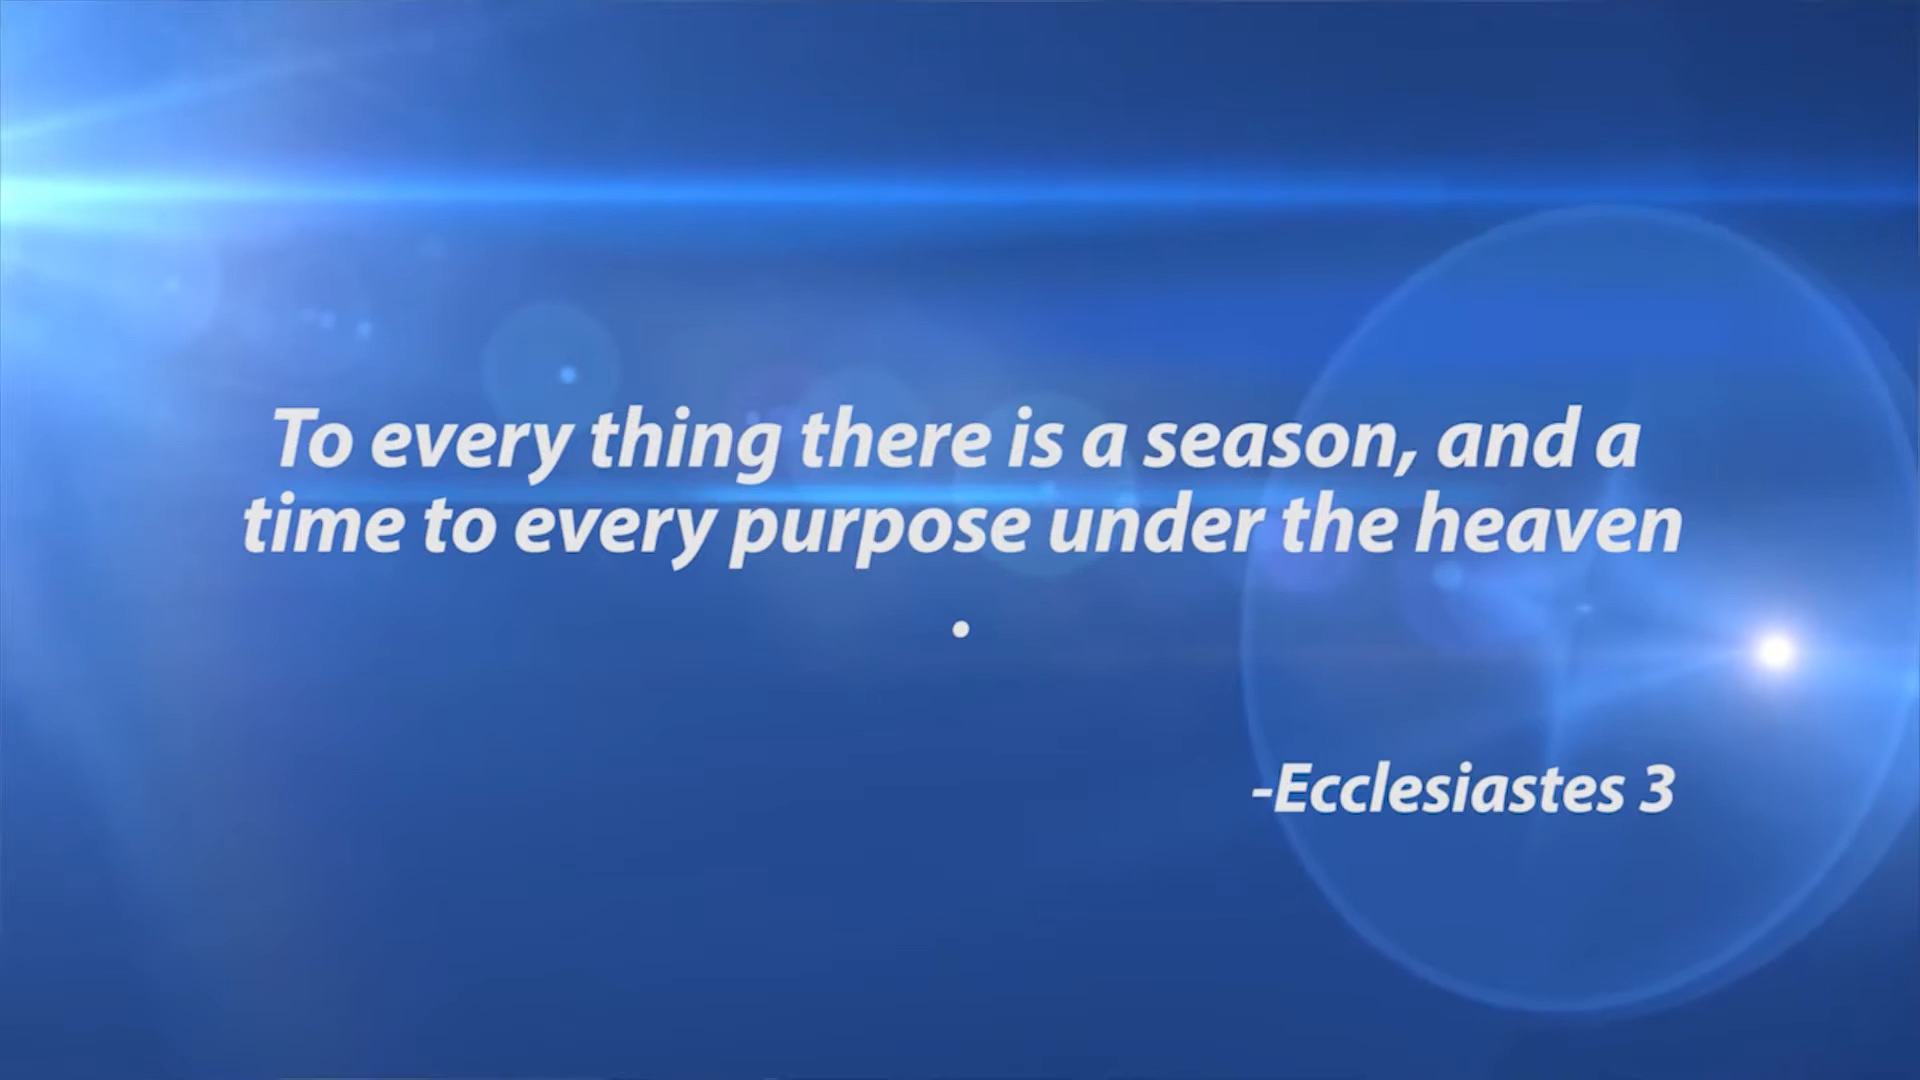 To every thing there is a season, and a
time to every purpose under the heaven
.
-Ecclesiastes 3